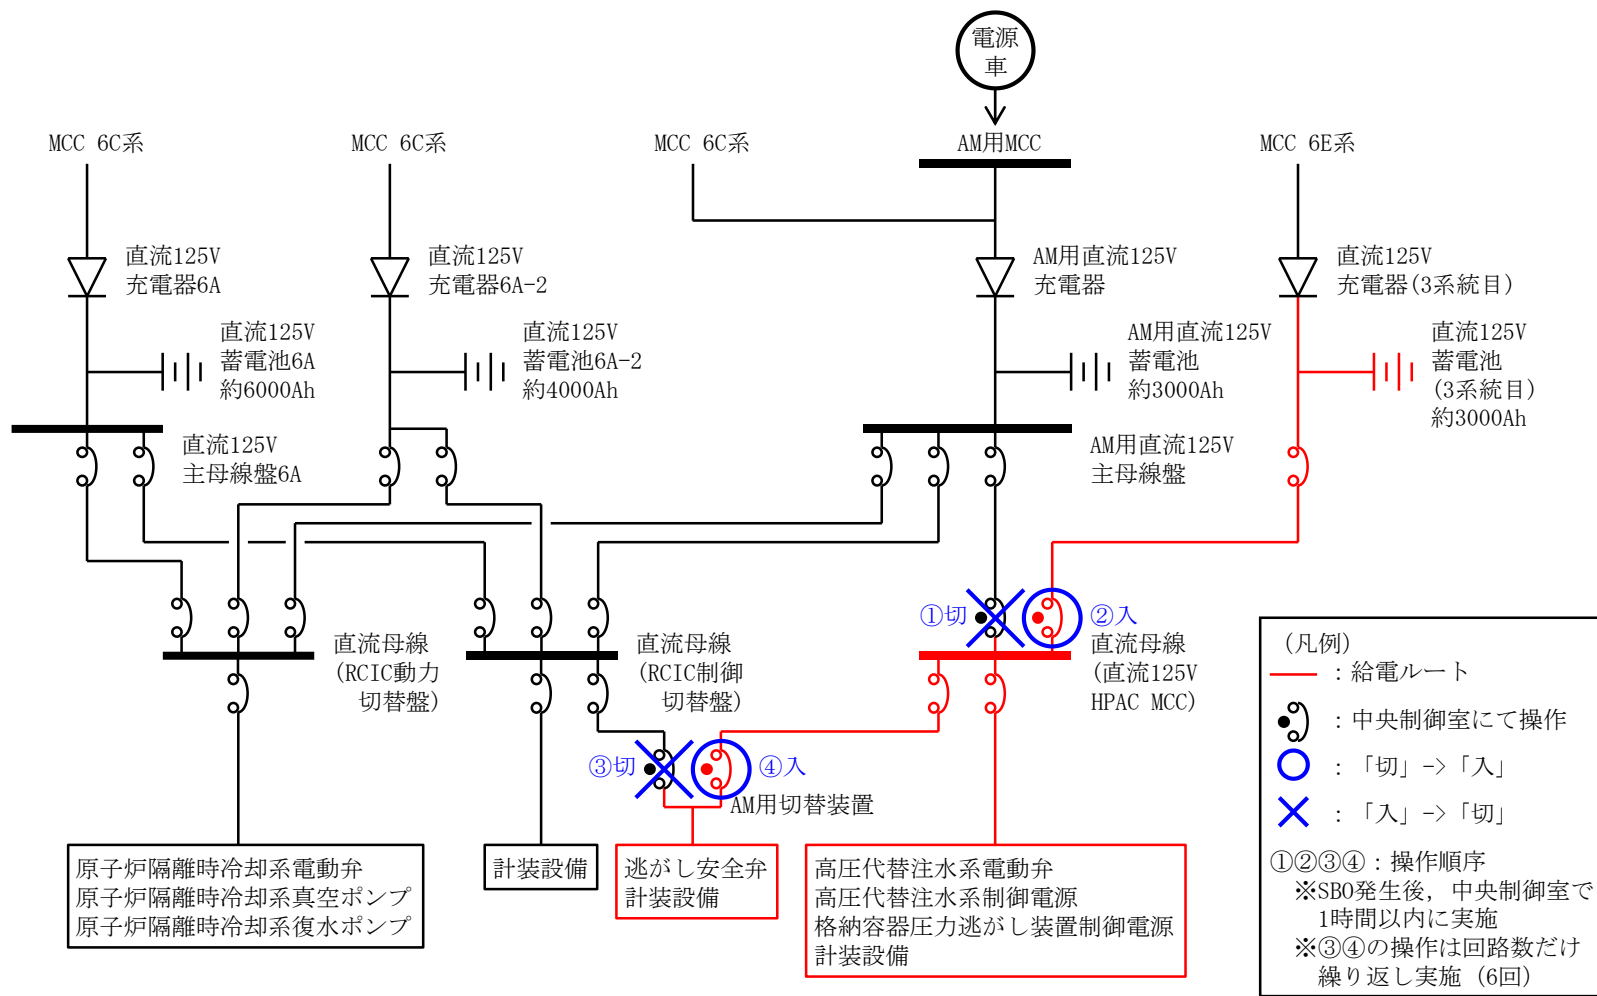 電源
車
MCC 6C系
MCC 6C系
MCC 6C系
AM用MCC
MCC 6E系
直流125V
充電器6A
直流125V
充電器6A-2
AM用直流125V
充電器
直流125V
充電器(3系統目)
直流125V
蓄電池6A
約6000Ah
直流125V
蓄電池6A-2
約4000Ah
AM用直流125V
蓄電池
約3000Ah
直流125V
蓄電池
(3系統目)
約3000Ah
直流125V
主母線盤6A
AM用直流125V
主母線盤
①切
②入
直流母線
(RCIC動力
切替盤)
直流母線
(RCIC制御
切替盤)
直流母線
(直流125V
HPAC MCC)
③切
④入
AM用切替装置
原子炉隔離時冷却系電動弁
原子炉隔離時冷却系真空ポンプ
原子炉隔離時冷却系復水ポンプ
計装設備
逃がし安全弁
計装設備
高圧代替注水系電動弁
高圧代替注水系制御電源
格納容器圧力逃がし装置制御電源
計装設備
(凡例)
：給電ルート
：中央制御室にて操作
：「切」->「入」
：「入」->「切」
①②③④：操作順序
※SBO発生後，中央制御室で
1時間以内に実施
※③④の操作は回路数だけ
繰り返し実施（6回）